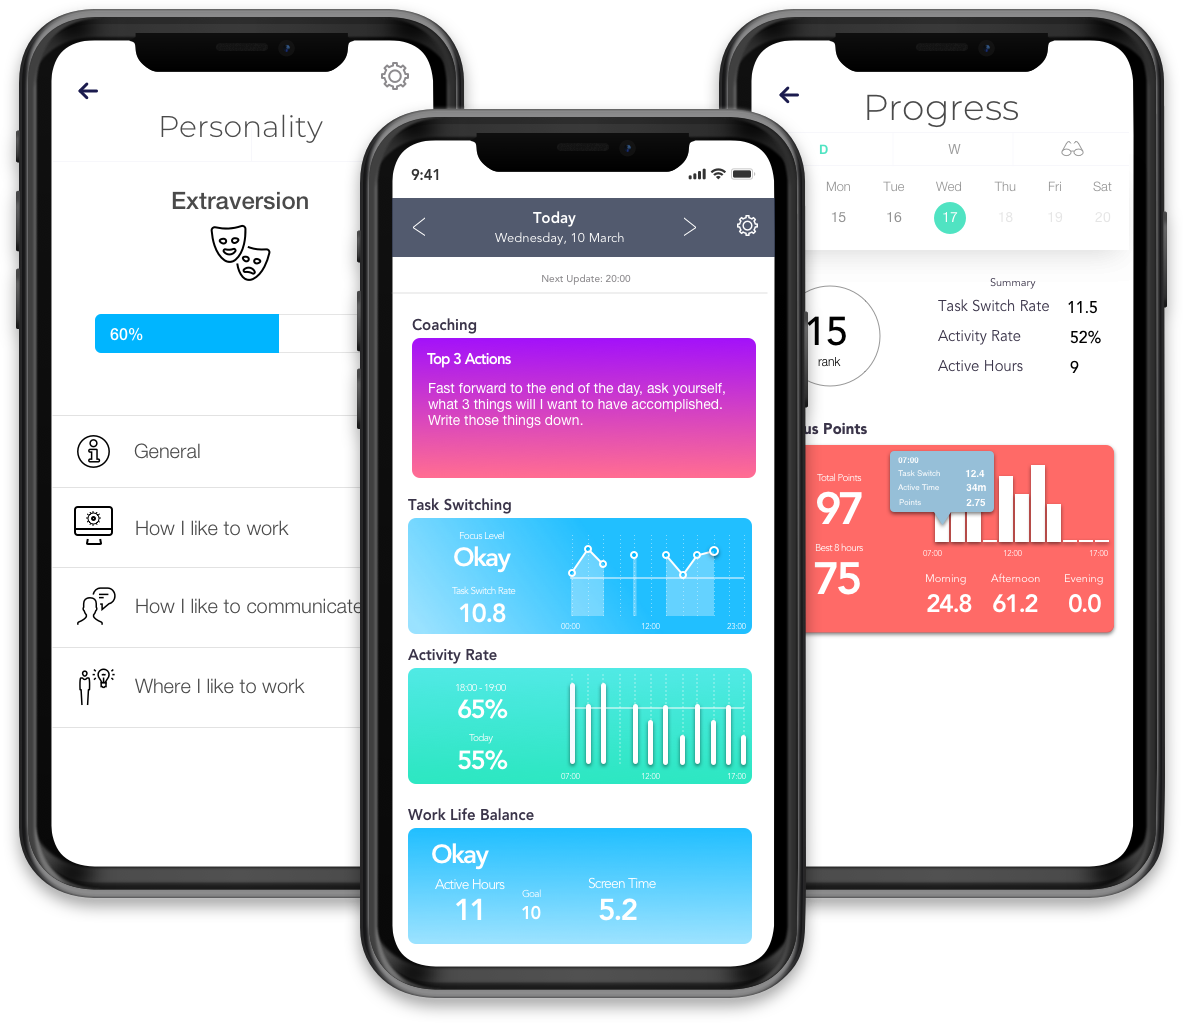 Personality
Extraversion
60%
General
How I like to work
How I like to communicate
Where I like to work
9:41
Today
Wednesday, 10 March
Next Update: 20:00
Coaching
Top 3 Actions
Fast forward to the end of the day, ask yourself,
what 3 things will I want to have accomplished.
Write those things down.
Task Switching
Focus Level
Okay
Task Switch Rate
10.8
00:00 12:00 23:00
Activity Rate
18:00 - 19:00
65%
Today
55%
07:00 12:00 17:00
Work Life Balance
Okay
Active Hours Goal Screen Time
11 10 5.2
Progress
D W
Mon Tue Wed Thu Fri Sat
15 16 17 18 19 20
15
rank
Summary
Task Switch Rate 11.5
Activity Rate 52%
Active Hours 9
us Points
Total Points
97
Best 8 hours
75
07:00
Task Switch 12.4
Active Time 34m
Points 2.75
07:00 12:00 17:00
Morning Afternoon Evening
24.8 61.2 0.0